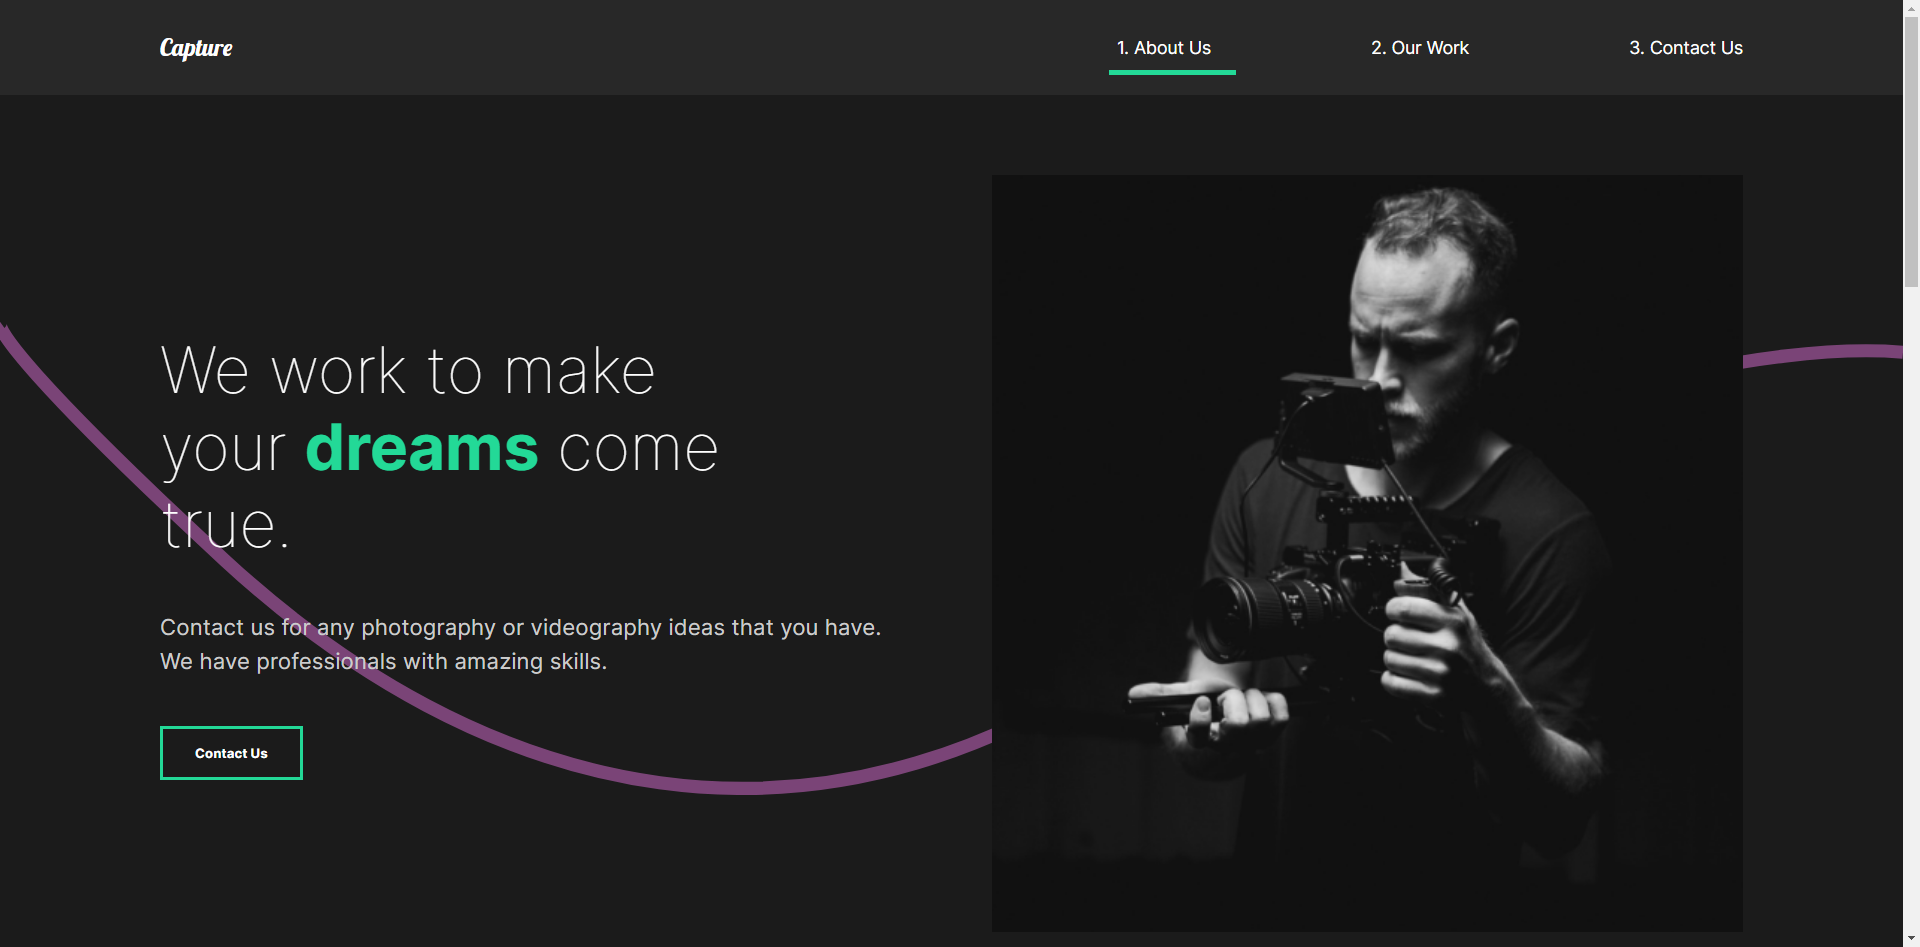 Capture
1. About Us
2. Our Work
3. Contact Us
We work to make
your dreams come
true.
Contact us for any photography or videography ideas that you have.
We have professionals with amazing skills.
Contact Us